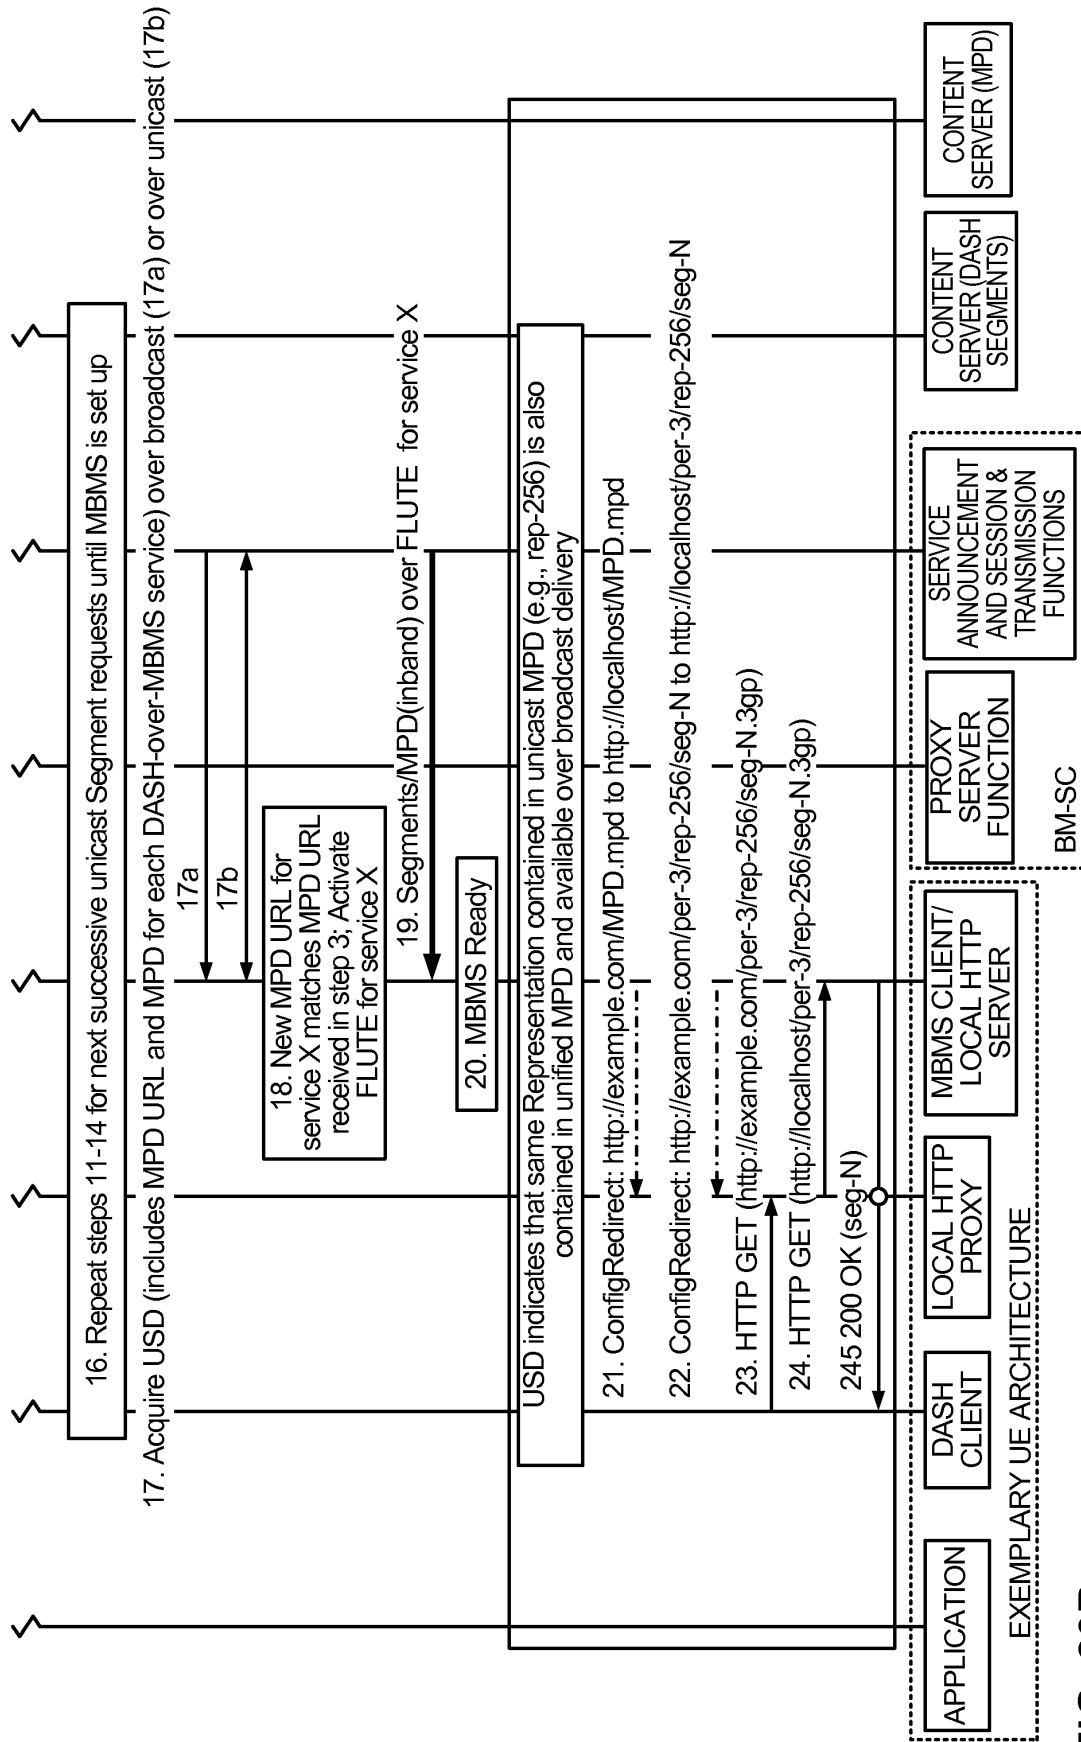 16. Repeat steps 11-14 for next successive unicast Segment requests until MBMS is set up
17. Acquire USD (includes MPD URL and MPD for each DASH-over-MBMS service) over broadcast (17a) or over unicast (17b)
17a
17b
18. New MPD URL for
service X matches MPD URL
received in step 3; Activate
FLUTE for service X
19. Segments/MPD(inband) over FLUTE for service X
20. MBMS Ready
USD indicates that same Representation contained in unicast MPD (e.g., rep-256) is also
contained in unified MPD and available over broadcast delivery
21. ConfigRedirect: http://example.com/MPD.mpd to http://localhost/MPD.mpd
22. ConfigRedirect: http://example.com/per-3/rep-256/seg-N to http://localhost/per-3/rep-256/seg-N
23. HTTP GET (http://example.com/per-3/rep-256/seg-N.3gp)
24. HTTP GET (http://localhost/per-3/rep-256/seg-N.3gp)
245 200 OK (seg-N)
APPLICATION
DASH
CLIENT
LOCAL HTTP
PROXY
MBMS CLIENT/
LOCAL HTTP
SERVER
PROXY
SERVER
FUNCTION
SERVICE
ANNOUNCEMENT
AND SESSION &
TRANSMISSION
FUNCTIONS
CONTENT
SERVER (DASH
SEGMENTS)
CONTENT
SERVER (MPD)
EXEMPLARY UE ARCHITECTURE
BM-SC